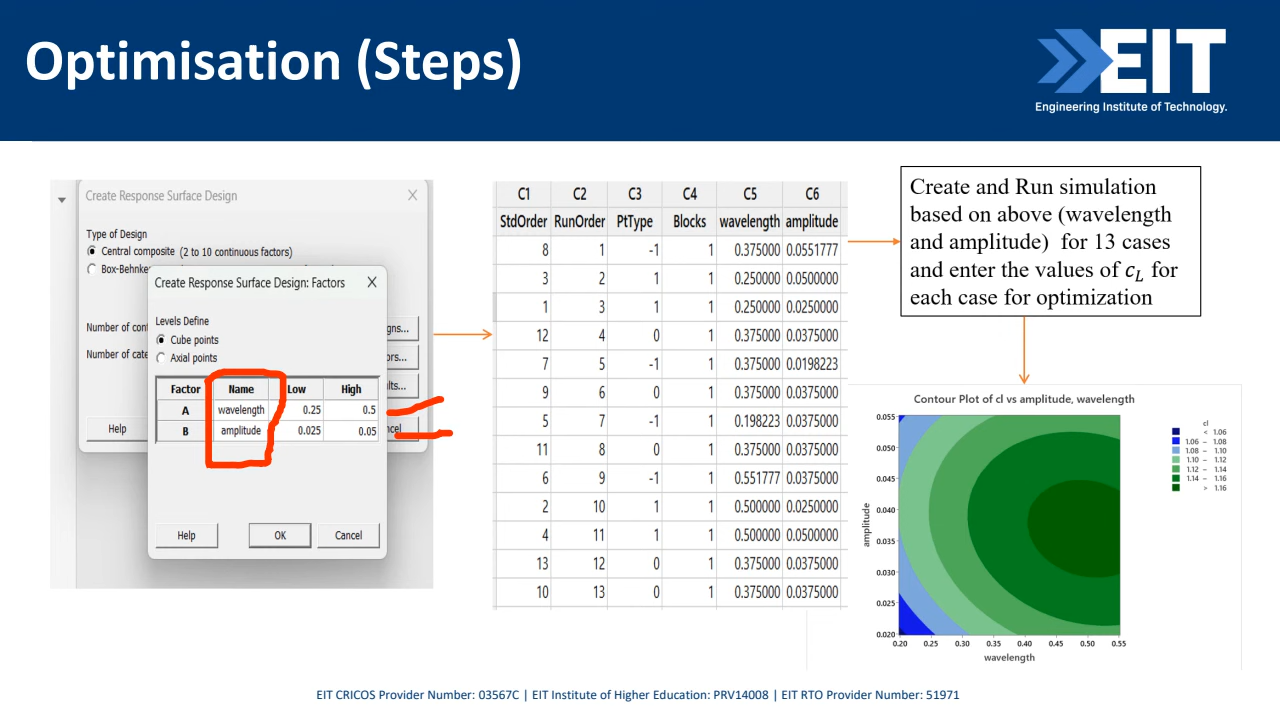 Optimisation (Steps)
EIT
Engineering Institute of Technology.
Create Response Surface Design
Type of Design
Central composite (2 to 10 continuous factors)
Box-Behnke
Number of cont
Number of cate
gns...
ors...
lts...
Help
cel
Create Response Surface Design: Factors
Levels Define
Cube points
Axial points
Factor Name Low High
A wavelength 0.25 0.5
B amplitude 0.025 0.05
Help OK Cancel
C1 C2 C3 C4 C5 C6
StdOrder RunOrder PtType Blocks wavelength amplitude
8 1 -1 1 0.375000 0.0551777
3 2 1 1 0.250000 0.0500000
1 3 1 1 0.250000 0.0250000
12 4 0 1 0.375000 0.0375000
7 5 -1 1 0.375000 0.0198223
9 6 0 1 0.375000 0.0375000
5 7 -1 1 0.198223 0.0375000
11 8 0 1 0.375000 0.0375000
6 9 -1 1 0.551777 0.0375000
2 10 1 1 0.500000 0.0250000
4 11 1 1 0.500000 0.0500000
13 12 0 1 0.375000 0.0375000
10 13 0 1 0.375000 0.0375000
Create and Run simulation
based on above (wavelength
and amplitude) for 13 cases
and enter the values of c_L for
each case for optimization
Contour Plot of cl vs amplitude, wavelength
0.055
0.050
0.045
0.040
0.035
0.030
0.025
0.020
amplitude
0.20 0.25 0.30 0.35 0.40 0.45 0.50 0.55
wavelength
cl
< 1.06
1.06 – 1.08
1.08 – 1.10
1.10 – 1.12
1.12 – 1.14
1.14 – 1.16
> 1.16
EIT CRICOS Provider Number: 03567C | EIT Institute of Higher Education: PRV14008 | EIT RTO Provider Number: 51971